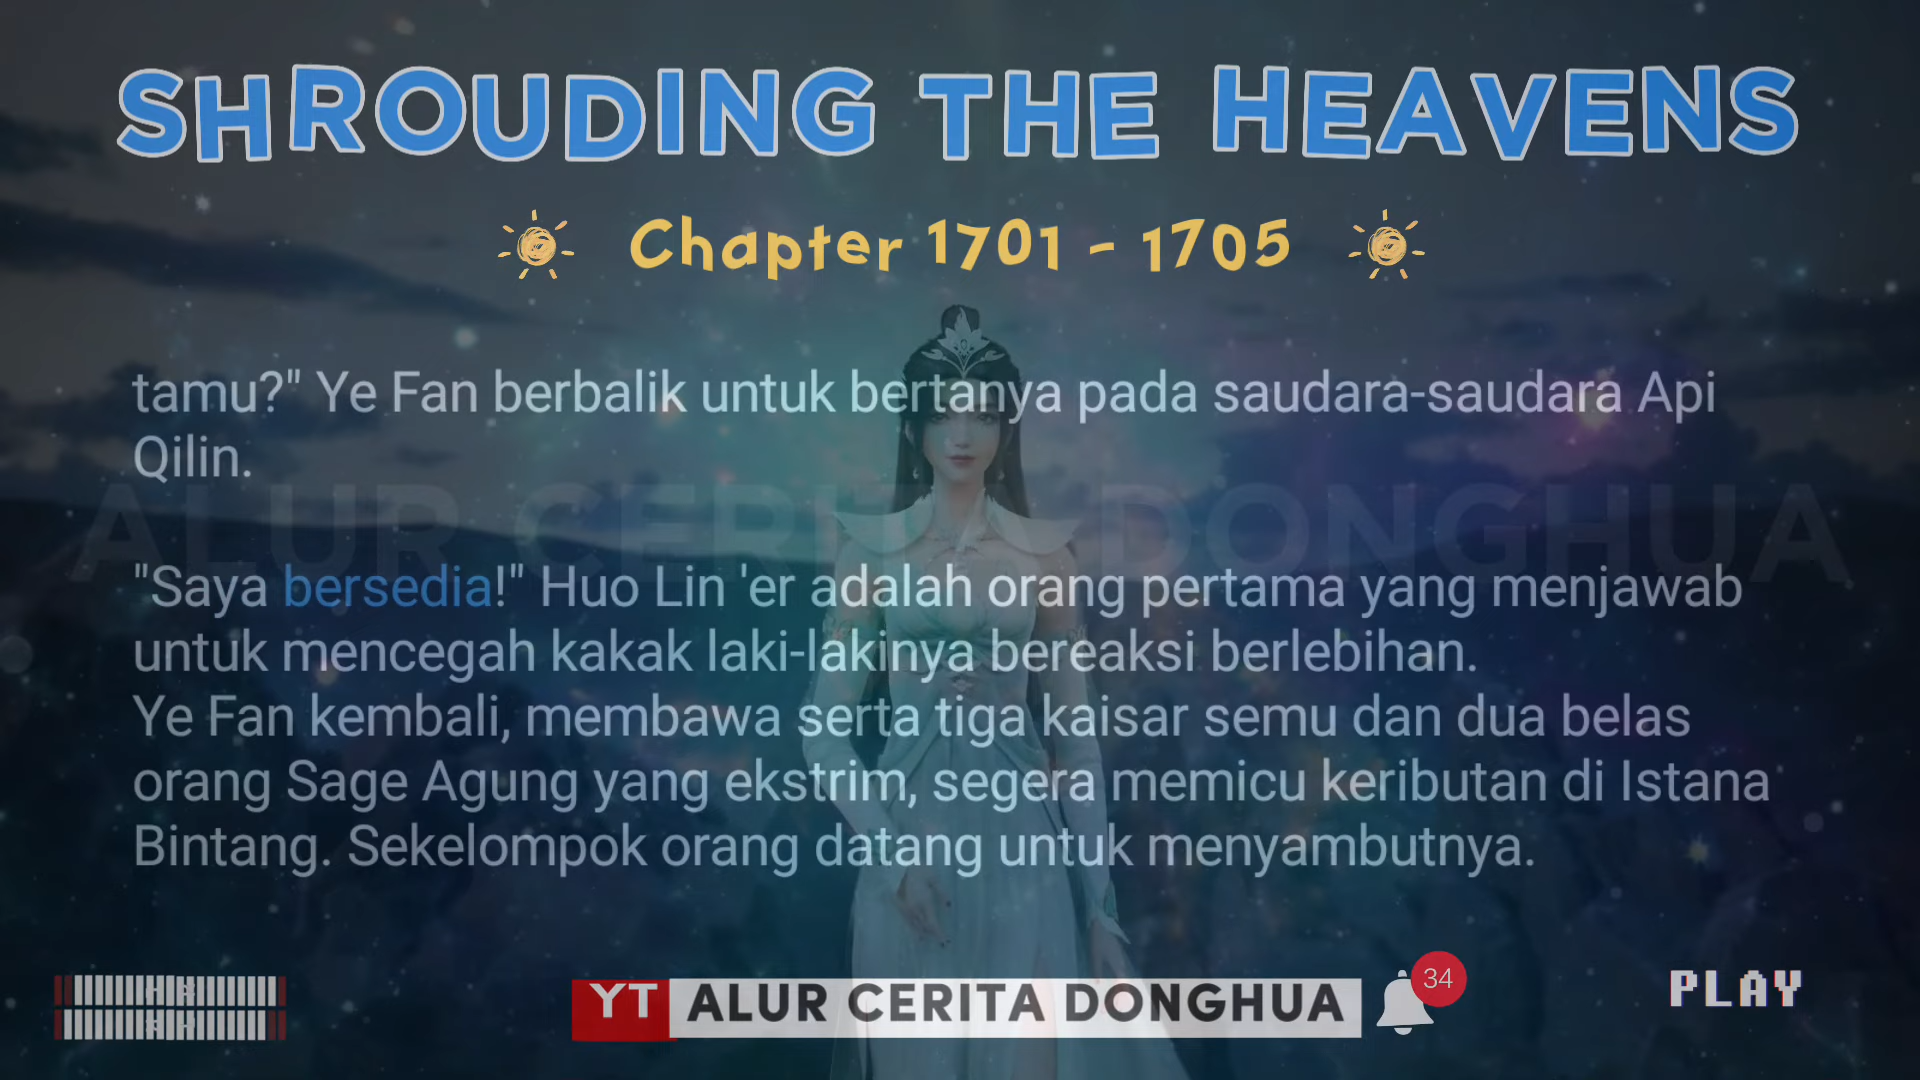 SHROUDING THE HEAVENS
Chapter 1701 - 1705
tamu?" Ye Fan berbalik untuk bertanya pada saudara-saudara Api
Qilin.
ALUR CERITA DONGHUA
"Saya bersedia!" Huo Lin 'er adalah orang pertama yang menjawab
untuk mencegah kakak laki-lakinya bereaksi berlebihan.
Ye Fan kembali, membawa serta tiga kaisar semu dan dua belas
orang Sage Agung yang ekstrim, segera memicu keributan di Istana
Bintang. Sekelompok orang datang untuk menyambutnya.
YT ALUR CERITA DONGHUA 34
PLAY